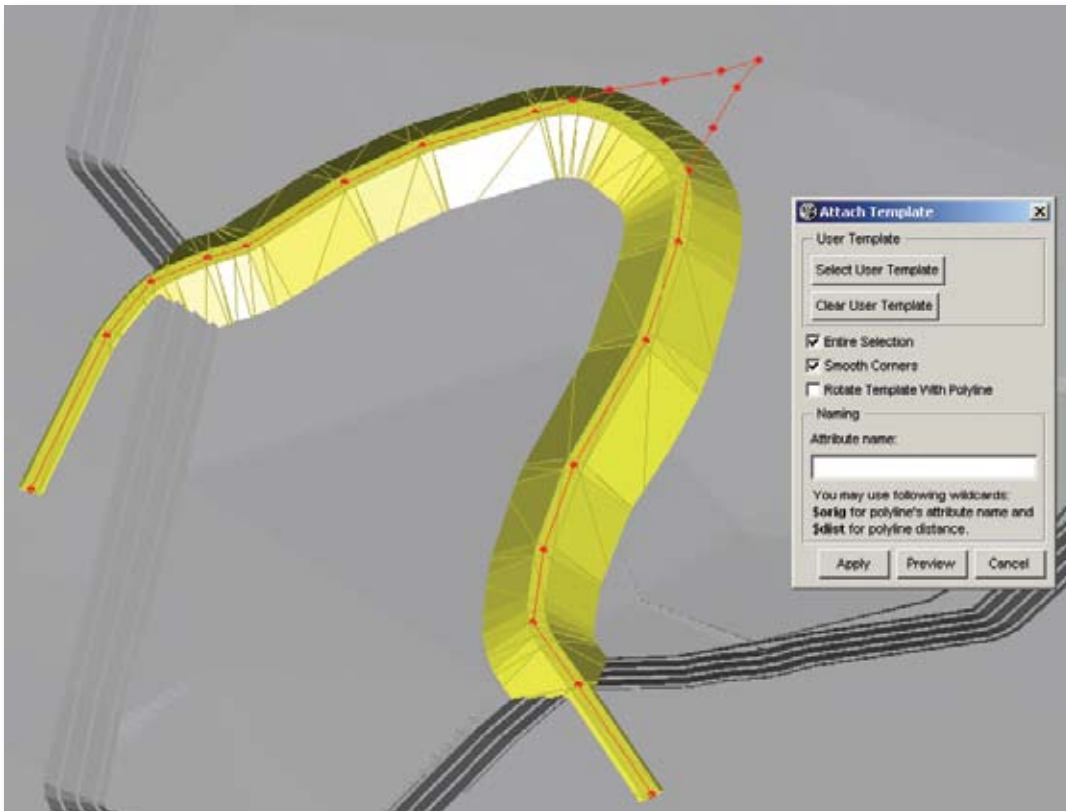 Attach Template
User Template
Select User Template
Clear User Template
Entire Selection
Smooth Corners
Rotate Template With Polyline
Naming
Attribute name:
You may use following wildcards:
$orig for polyline's attribute name and
$dist for polyline distance.
Apply Preview Cancel